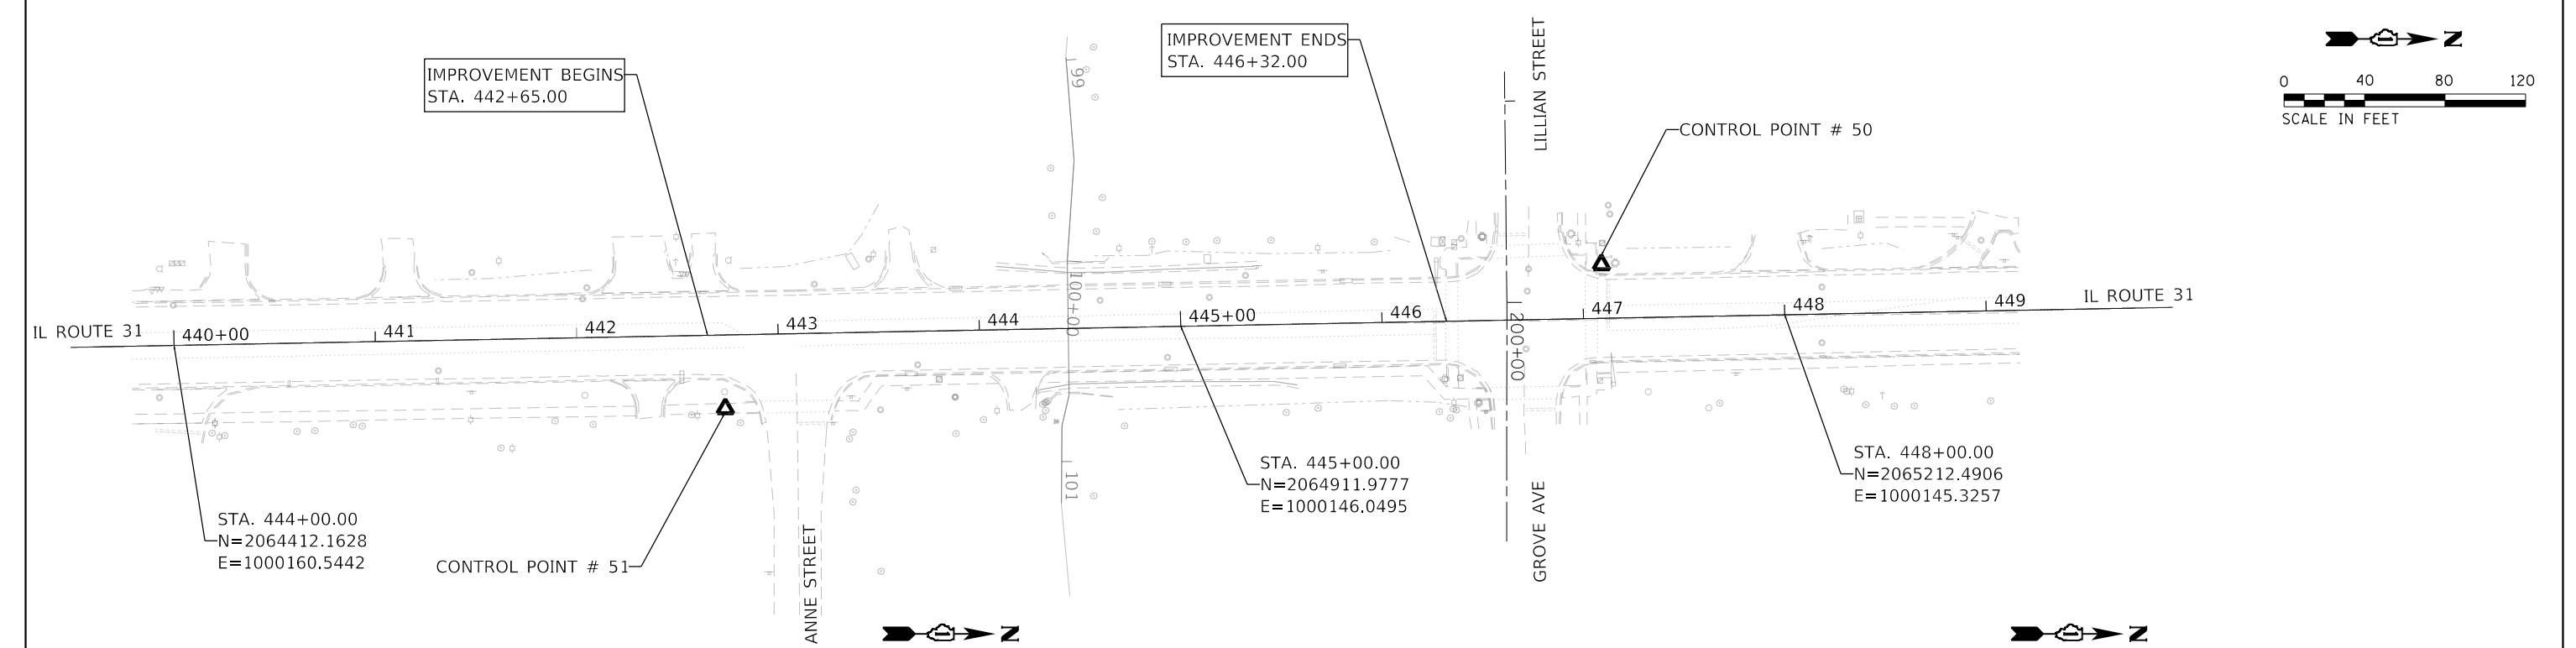 IMPROVEMENT BEGINS
STA. 442+65.00
IMPROVEMENT ENDS
STA. 446+32.00
LILLIAN STREET
CONTROL POINT # 50
N
0 40 80 120
SCALE IN FEET
99
100+00
101
200+00
IL ROUTE 31
440+00
441
442
443
444
445+00
446
447
448
449
IL ROUTE 31
STA. 444+00.00
N=2064412.1628
E=1000160.5442
CONTROL POINT # 51
ANNE STREET
STA. 445+00.00
N=2064911.9777
E=1000146.0495
GROVE AVE
STA. 448+00.00
N=2065212.4906
E=1000145.3257
N
N